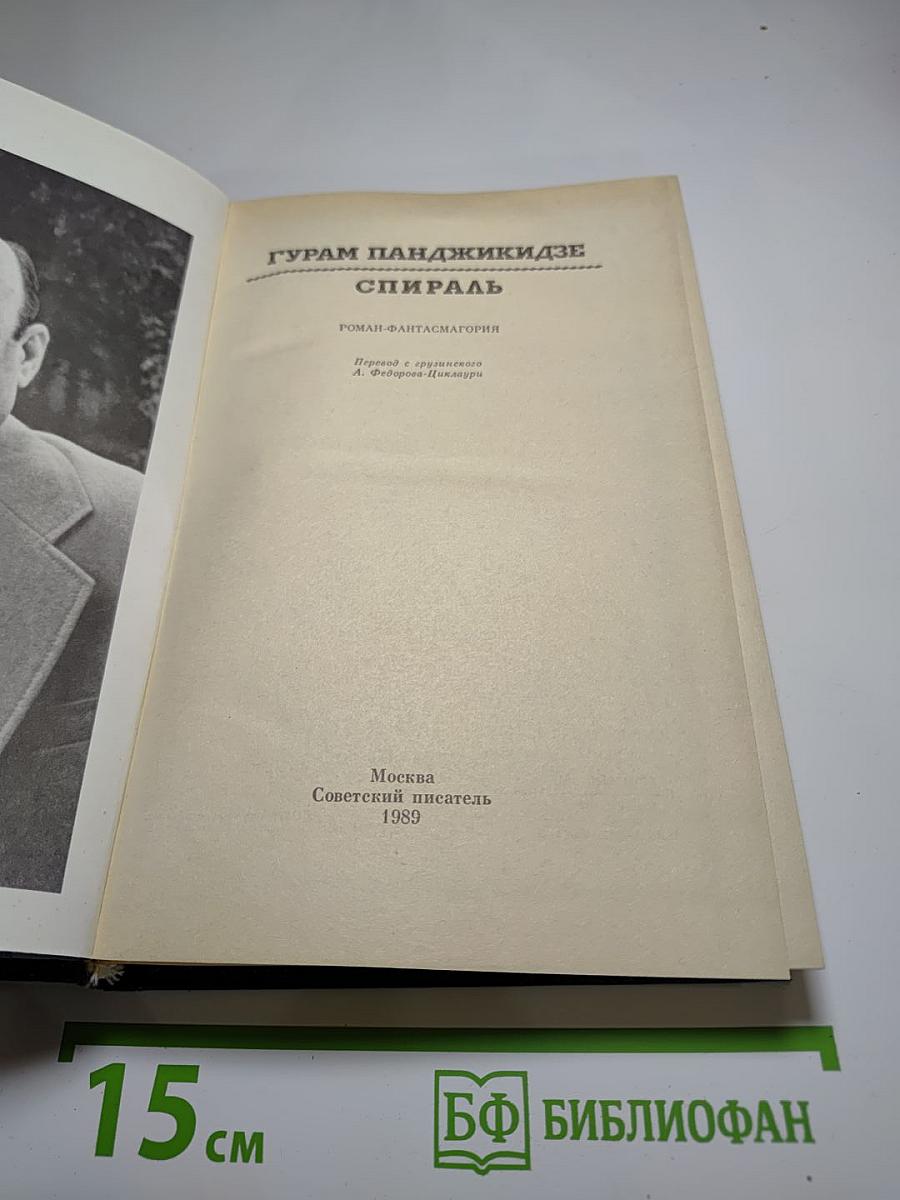 ГУРАМ ПАНДЖИКИДЗЕ
СПИРАЛЬ
РОМАН-ФАНТАСМАГОРИЯ
Перевод с грузинского
А. Федорова-Циклаури
Москва
Советский писатель
1989
15 см
БФ БИБЛИОФАН